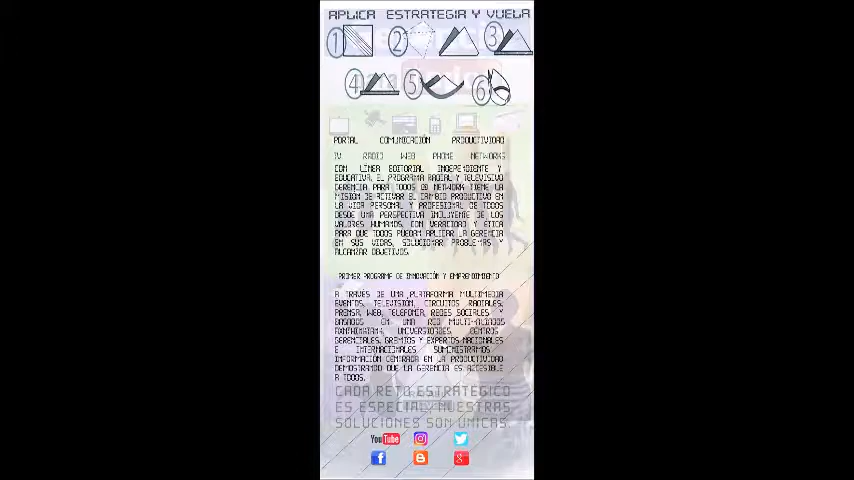 APLICA ESTRATEGIA Y VUELA
1 2 3
4 5 6
PORTAL COMUNICACIÓN PRODUCTIVIDAD
TV RADIO WEB PHONE NETWORKS
CON LÍNEA EDITORIAL INDEPENDIENTE Y
EDUCATIVA, EL PROGRAMA RADIAL Y TELEVISIVO
GERENCIA PARA TODOS @ NETWORK TIENE LA
MISIÓN DE ACTIVAR EL CAMBIO PRODUCTIVO EN
LA VIDA PERSONAL Y PROFESIONAL DE TODOS
DESDE UNA PERSPECTIVA INCLUYENTE DE LOS
VALORES HUMANOS, CON VERACIDAD Y ÉTICA
PARA QUE TODOS PUEDAN APLICAR LA GERENCIA
EN SUS VIDAS, SOLUCIONAR PROBLEMAS Y
ALCANZAR OBJETIVOS.
PRIMER PROGRAMA DE INNOVACIÓN Y EMPRENDIMIENTO
A TRAVÉS DE UNA PLATAFORMA MULTIMEDIA
EVENTOS, TELEVISIÓN, CIRCUITOS RADIALES,
PRENSA, WEB, TELEFONÍA, REDES SOCIALES Y
BASADOS EN UNA RED MULTI-ALIADOS
UNIVERSIDADES, CENTROS
GERENCIALES, GREMIOS Y EXPERTOS NACIONALES
E INTERNACIONALES SUMINISTRAMOS
INFORMACIÓN CENTRADA EN LA PRODUCTIVIDAD
DEMOSTRANDO QUE LA GERENCIA ES ACCESIBLE
A TODOS.
CADA RETO ESTRATEGICO
ES ESPECIAL, NUESTRAS
SOLUCIONES SON UNICAS.
YouTube